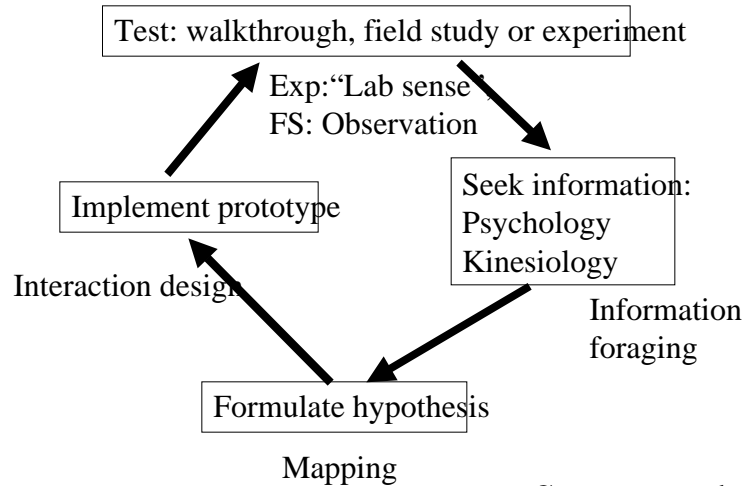 Test: walkthrough, field study or experiment
Exp:“Lab sense”,
FS: Observation
Implement prototype
Seek information:
Psychology
Kinesiology
Interaction design
Information
foraging
Formulate hypothesis
Mapping